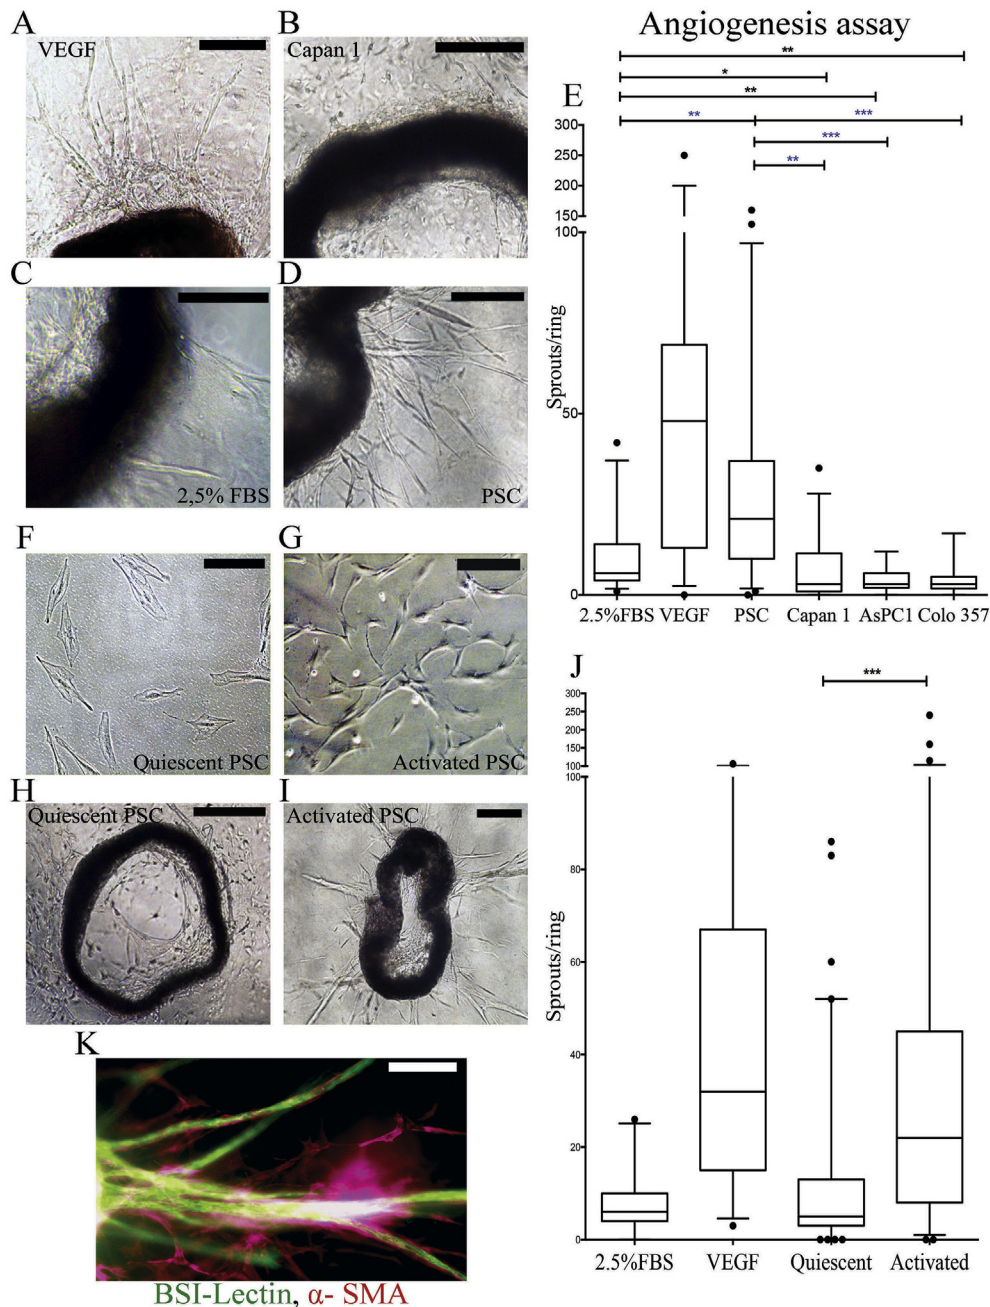 Angiogenesis assay
A
VEGF
B
Capan 1
C
2,5% FBS
D
PSC
E
**
*
**
** ***
***
**
300
250
200
150
100
50
0
Sprouts/ring
2.5%FBS VEGF PSC Capan 1 AsPC1 Colo 357
F
Quiescent PSC
G
Activated PSC
H
Quiescent PSC
I
Activated PSC
J
***
300
250
200
150
100
100
80
60
40
20
0
Sprouts/ring
2.5%FBS VEGF Quiescent Activated
K
BSI-Lectin, α- SMA